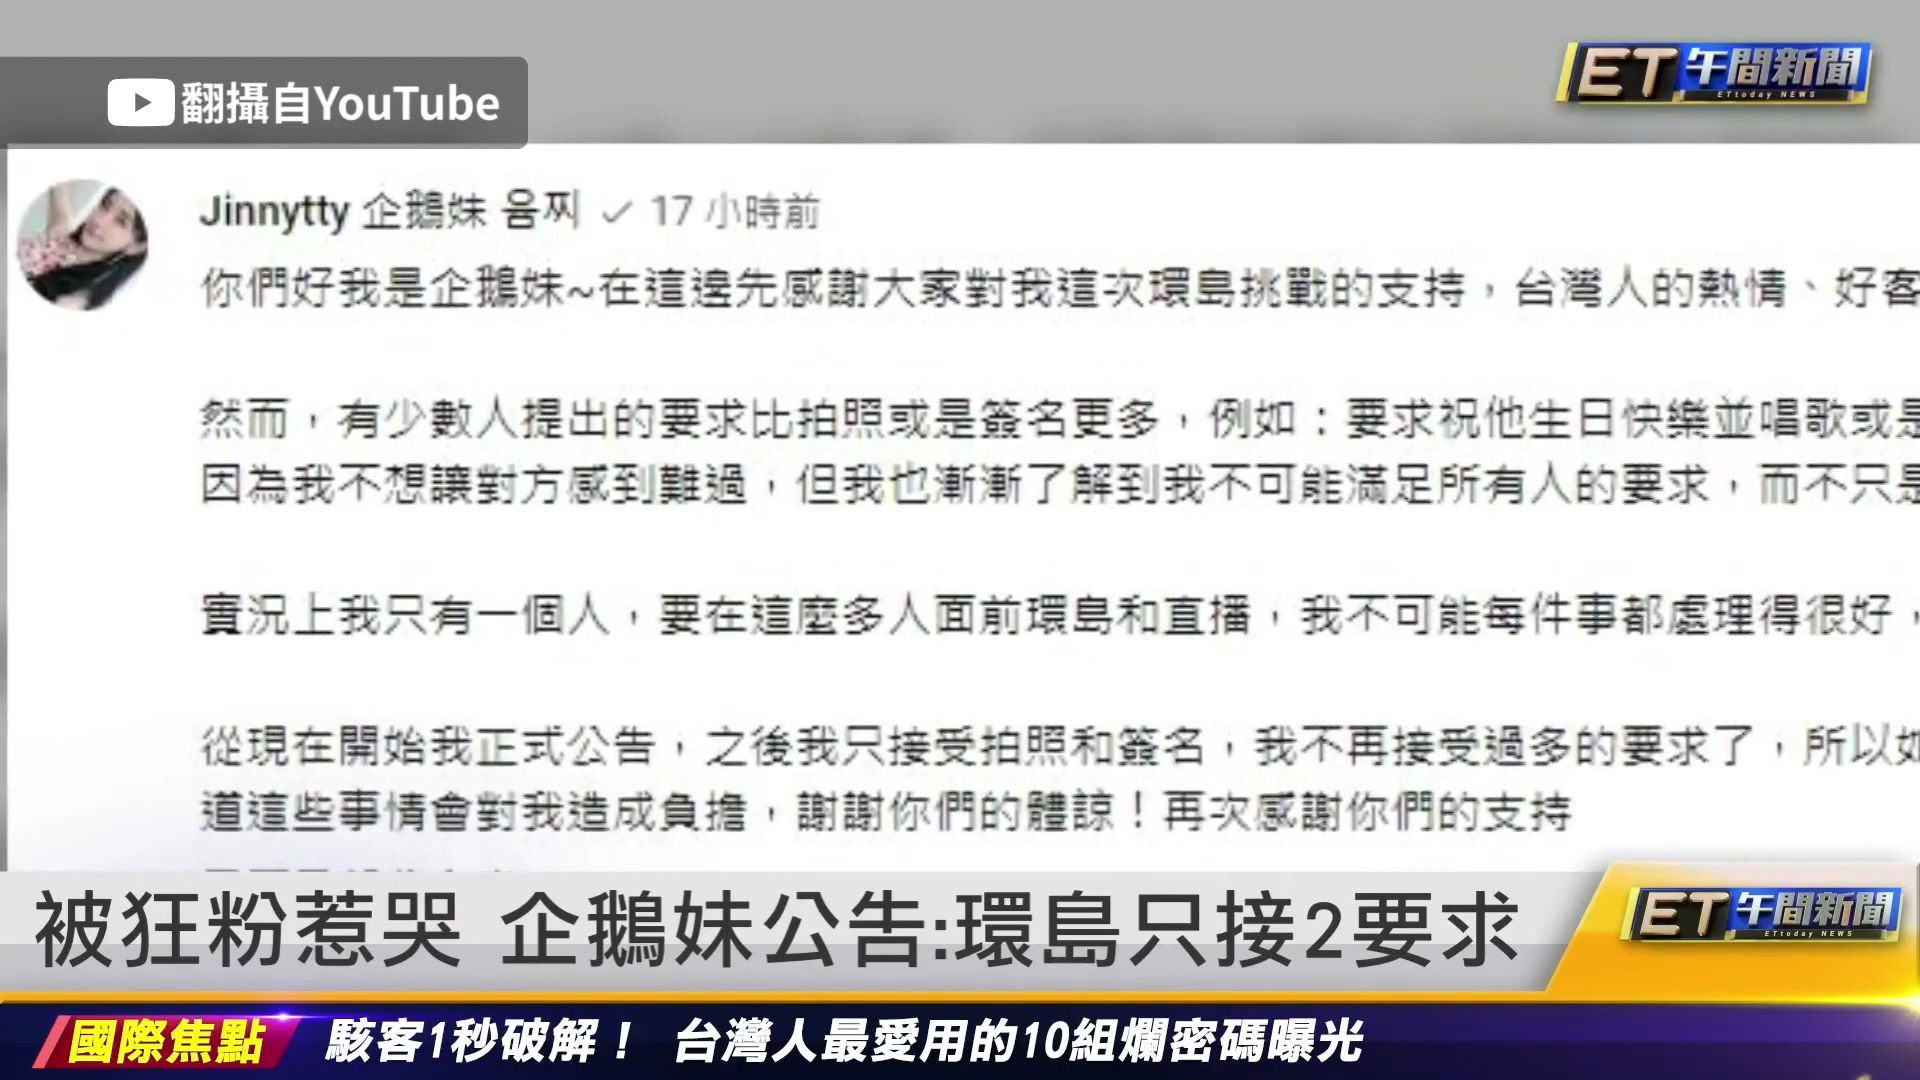 翻攝自YouTube
ET午間新聞
ETtoday NEWS
Jinnytty 企鵝妹 윰찌 ✓ 17 小時前
你們好我是企鵝妹~在這邊先感謝大家對我這次環島挑戰的支持，台灣人的熱情、好客
然而，有少數人提出的要求比拍照或是簽名更多，例如：要求祝他生日快樂並唱歌或是
因為我不想讓對方感到難過，但我也漸漸了解到我不可能滿足所有人的要求，而不只是
實況上我只有一個人，要在這麼多人面前環島和直播，我不可能每件事都處理得很好，
從現在開始我正式公告，之後我只接受拍照和簽名，我不再接受過多的要求了，所以如
道這些事情會對我造成負擔，謝謝你們的體諒！再次感謝你們的支持
被狂粉惹哭 企鵝妹公告:環島只接2要求
ET午間新聞
ETtoday NEWS
國際焦點 駭客1秒破解！ 台灣人最愛用的10組爛密碼曝光